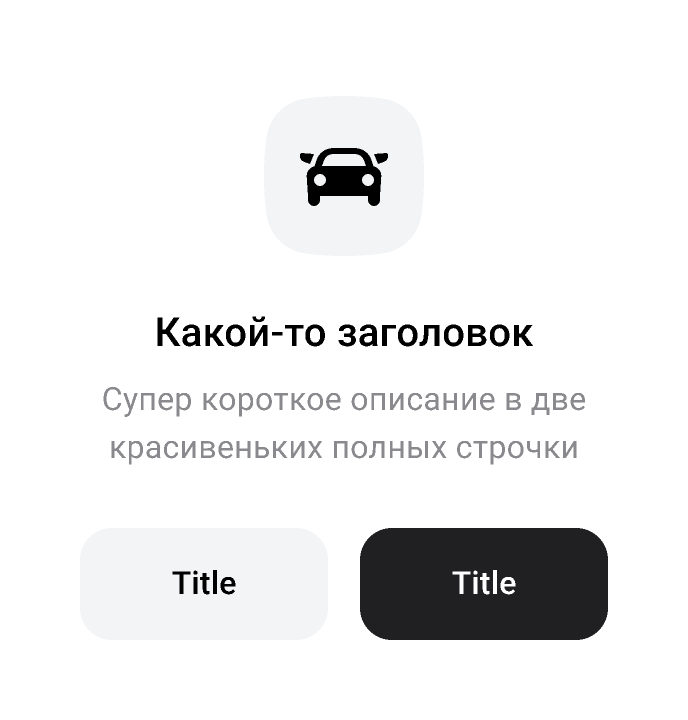 Какой-то заголовок
Супер короткое описание в две
красивеньких полных строчки
Title
Title